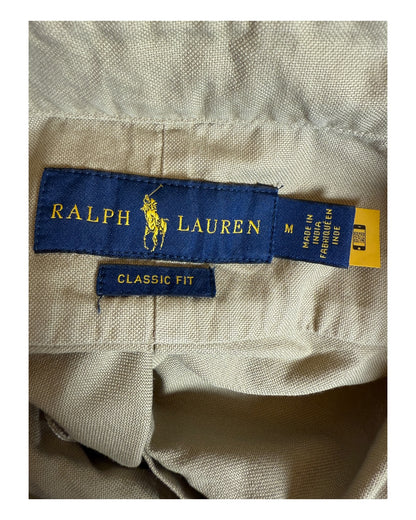 RALPH LAUREN
M
MADE IN
INDIA
FABRIQUÉ EN
INDE
CLASSIC FIT